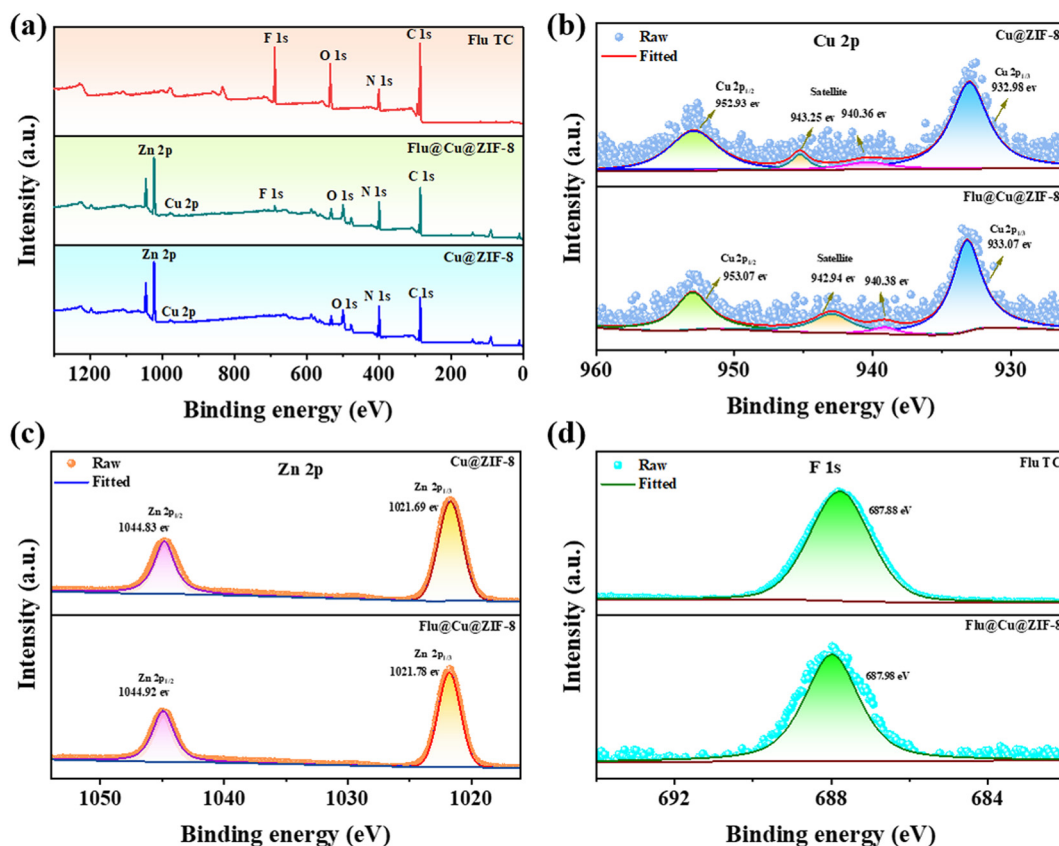 (a)
Flu TC
F 1s
O 1s
N 1s
C 1s
Flu@Cu@ZIF-8
Zn 2p
Cu 2p
F 1s
O 1s
N 1s
C 1s
Cu@ZIF-8
Zn 2p
Cu 2p
O 1s
N 1s
C 1s
Intensity (a.u.)
1200 1000 800 600 400 200 0
Binding energy (eV)
(b)
Raw
Fitted
Cu 2p
Cu@ZIF-8
Cu 2p1/2
952.93 ev
Satellite
943.25 ev
940.36 ev
Cu 2p1/3
932.98 ev
Flu@Cu@ZIF-8
Cu 2p1/2
953.07 ev
Satellite
942.94 ev
940.38 ev
Cu 2p1/3
933.07 ev
Intensity (a.u.)
960 950 940 930
Binding energy (eV)
(c)
Raw
Fitted
Zn 2p
Cu@ZIF-8
Zn 2p1/2
1044.83 ev
Zn 2p1/3
1021.69 ev
Flu@Cu@ZIF-8
Zn 2p1/2
1044.92 ev
Zn 2p1/3
1021.78 ev
Intensity (a.u.)
1050 1040 1030 1020
Binding energy (eV)
(d)
Raw
Fitted
F 1s
Flu TC
687.88 eV
Flu@Cu@ZIF-8
687.98 eV
Intensity (a.u.)
692 688 684
Binding energy (eV)